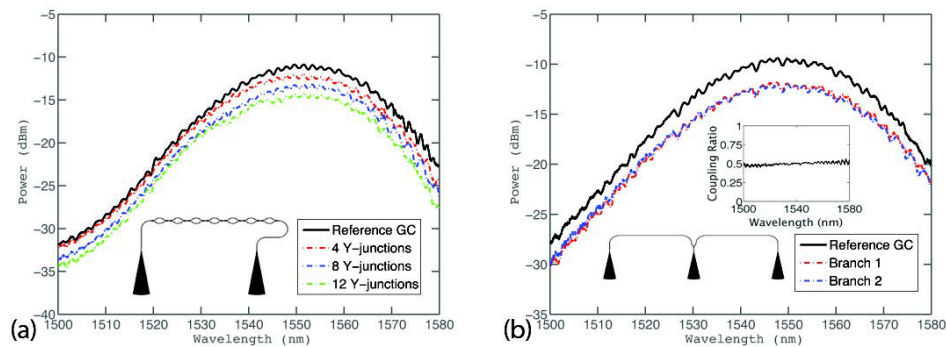 -5
-10
-15
-20
-25
-30
-35
-40
Power (dBm)
1500 1510 1520 1530 1540 1550 1560 1570 1580
Wavelength (nm)
Reference GC
4 Y-junctions
8 Y-junctions
12 Y-junctions
(a)
-5
-10
-15
-20
-25
-30
Power (dBm)
1500 1510 1520 1530 1540 1550 1560 1570 1580
Wavelength (nm)
1
0.75
0.5
0.25
0
Coupling Ratio
1500 1540 1580
Wavelength (nm)
Reference GC
Branch 1
Branch 2
(b)